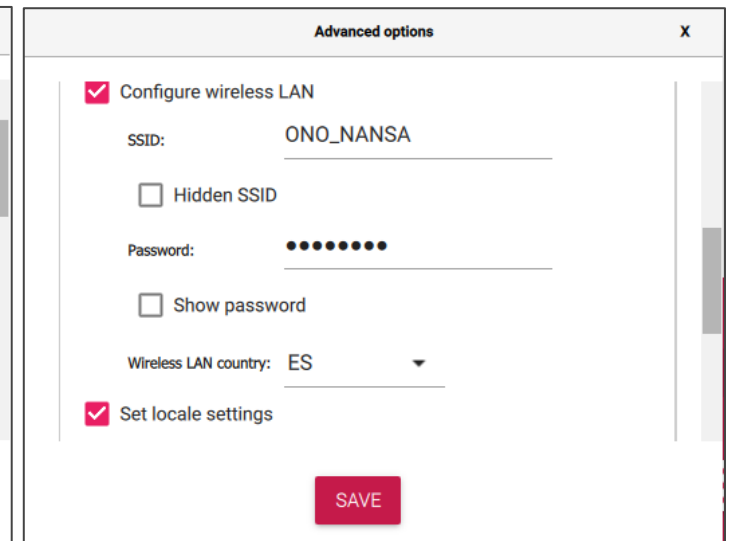 Advanced options X
Configure wireless LAN
SSID: ONO_NANSA
Hidden SSID
Password: ●●●●●●●●
Show password
Wireless LAN country: ES
Set locale settings
SAVE